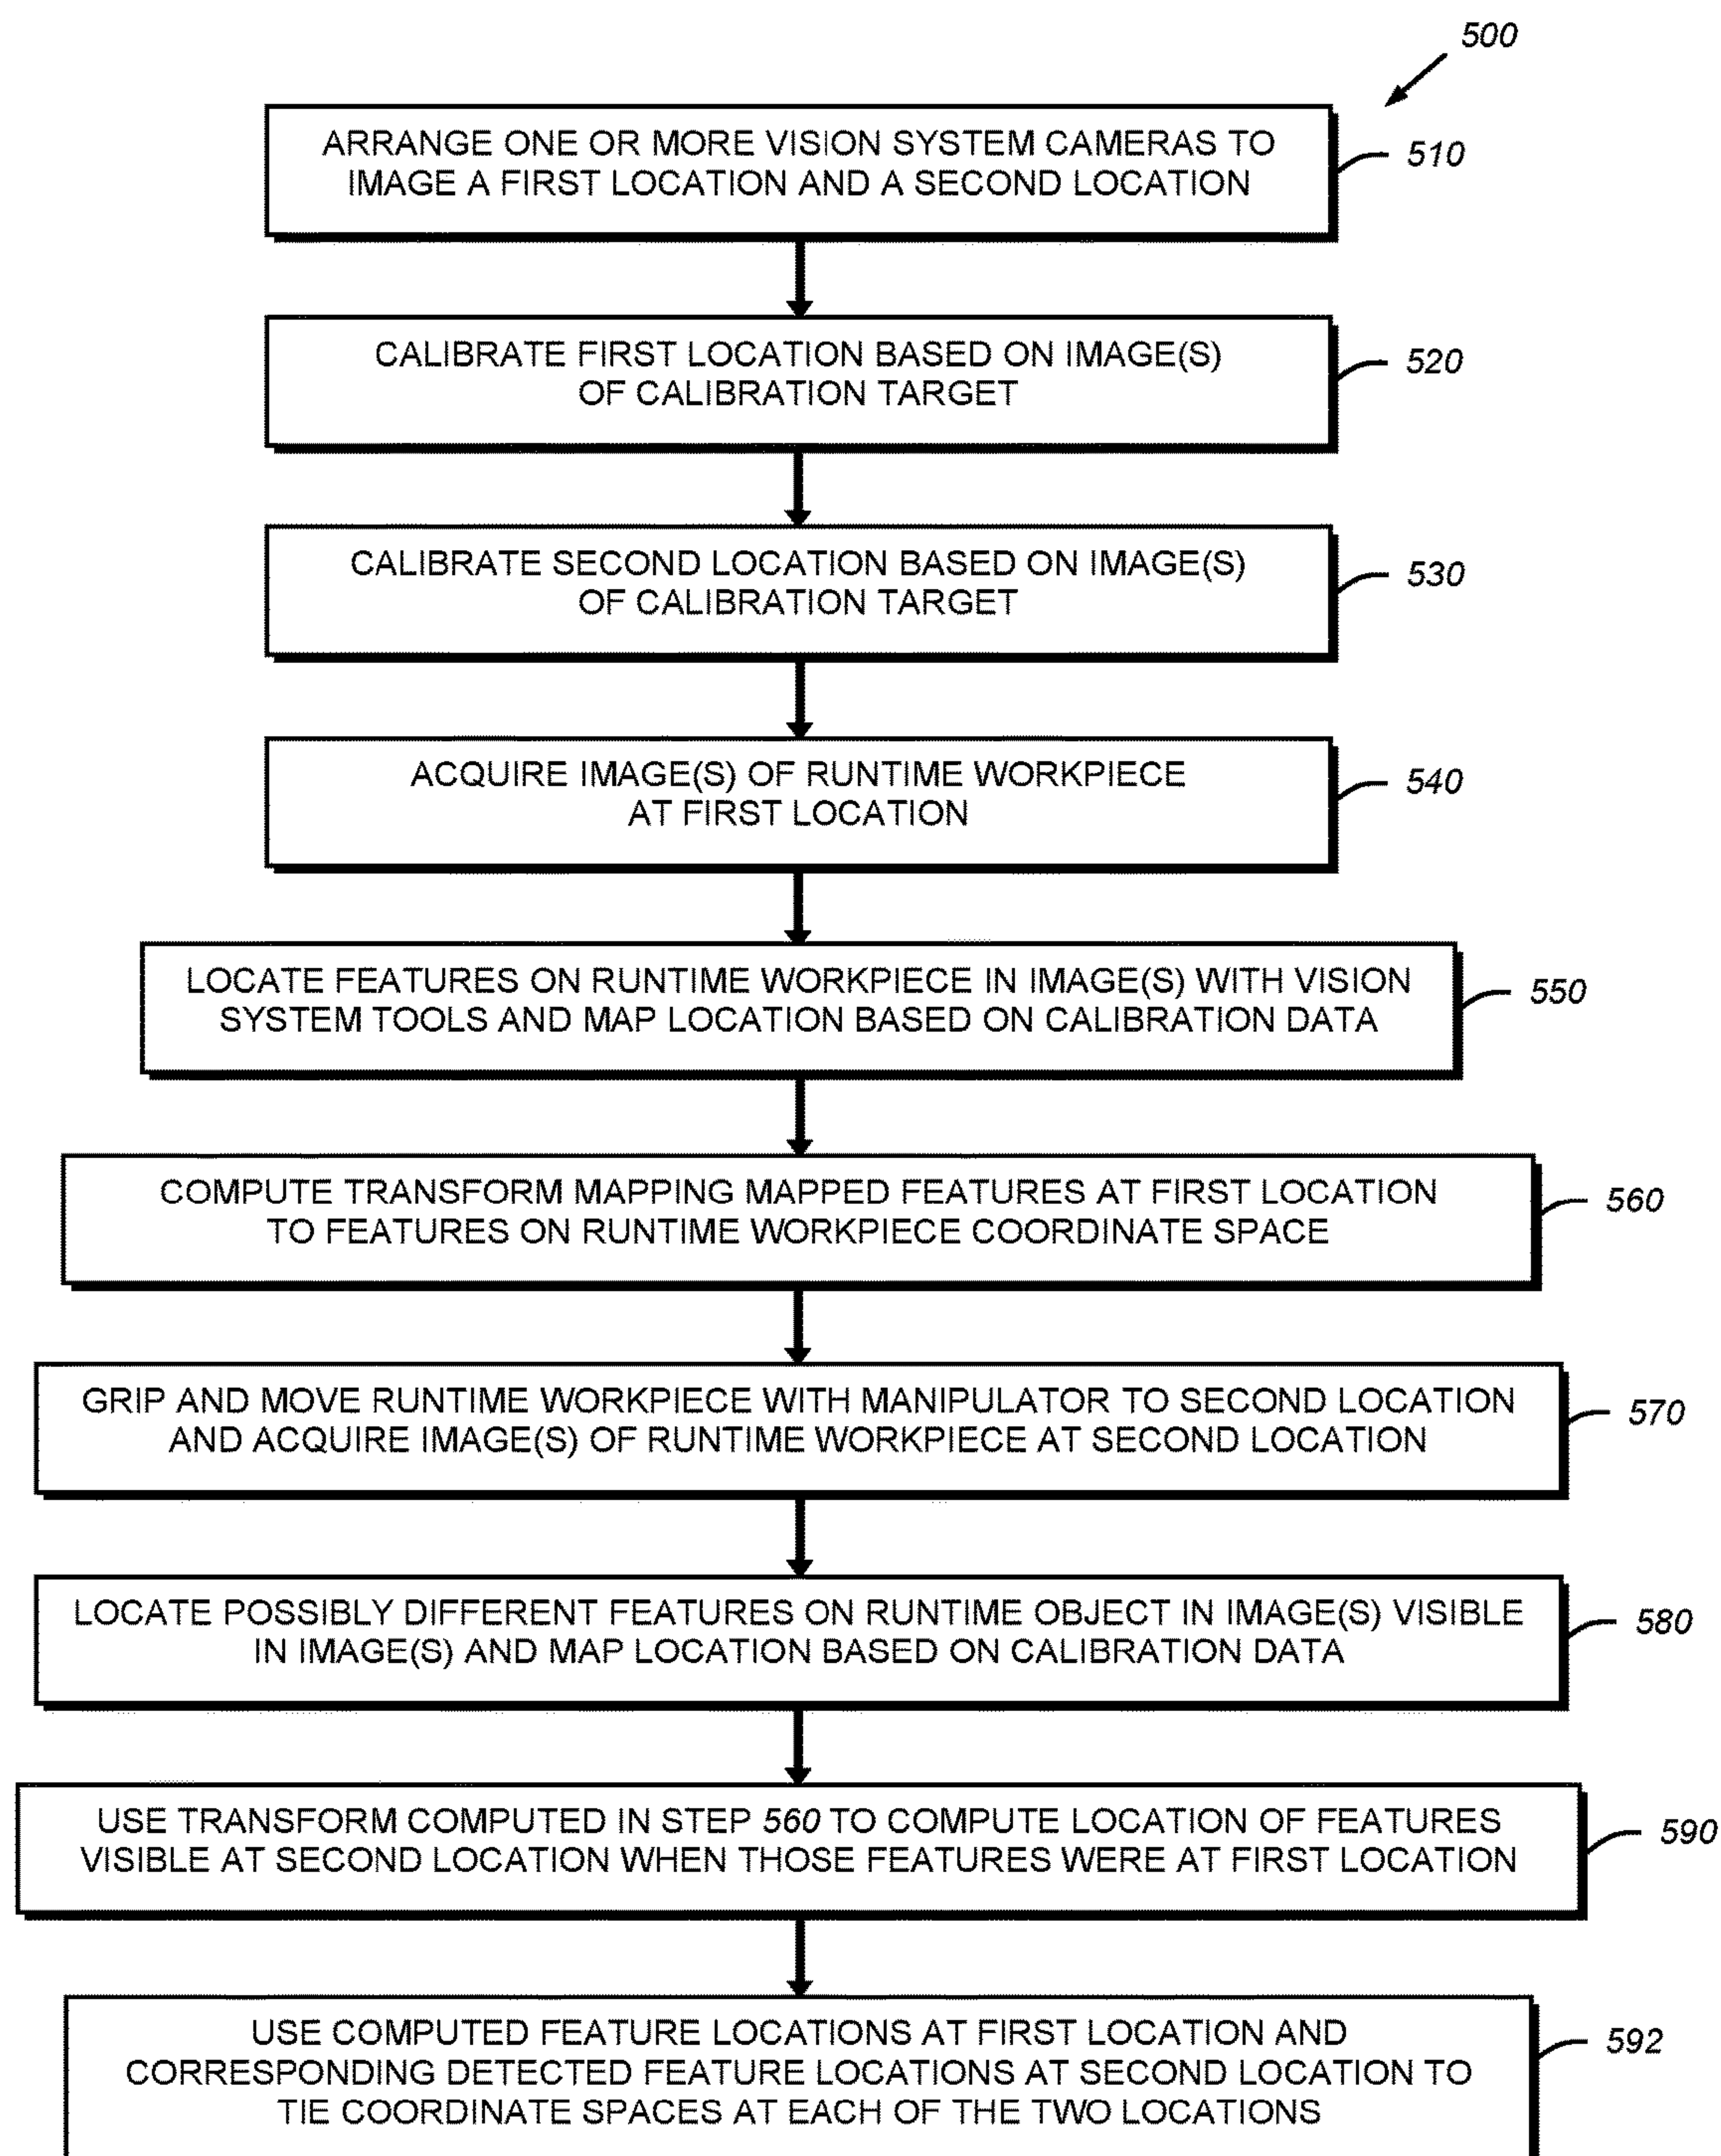 500
ARRANGE ONE OR MORE VISION SYSTEM CAMERAS TO
IMAGE A FIRST LOCATION AND A SECOND LOCATION
510
CALIBRATE FIRST LOCATION BASED ON IMAGE(S)
OF CALIBRATION TARGET
520
CALIBRATE SECOND LOCATION BASED ON IMAGE(S)
OF CALIBRATION TARGET
530
ACQUIRE IMAGE(S) OF RUNTIME WORKPIECE
AT FIRST LOCATION
540
LOCATE FEATURES ON RUNTIME WORKPIECE IN IMAGE(S) WITH VISION
SYSTEM TOOLS AND MAP LOCATION BASED ON CALIBRATION DATA
550
COMPUTE TRANSFORM MAPPING MAPPED FEATURES AT FIRST LOCATION
TO FEATURES ON RUNTIME WORKPIECE COORDINATE SPACE
560
GRIP AND MOVE RUNTIME WORKPIECE WITH MANIPULATOR TO SECOND LOCATION
AND ACQUIRE IMAGE(S) OF RUNTIME WORKPIECE AT SECOND LOCATION
570
LOCATE POSSIBLY DIFFERENT FEATURES ON RUNTIME OBJECT IN IMAGE(S) VISIBLE
IN IMAGE(S) AND MAP LOCATION BASED ON CALIBRATION DATA
580
USE TRANSFORM COMPUTED IN STEP 560 TO COMPUTE LOCATION OF FEATURES
VISIBLE AT SECOND LOCATION WHEN THOSE FEATURES WERE AT FIRST LOCATION
590
USE COMPUTED FEATURE LOCATIONS AT FIRST LOCATION AND
CORRESPONDING DETECTED FEATURE LOCATIONS AT SECOND LOCATION TO
TIE COORDINATE SPACES AT EACH OF THE TWO LOCATIONS
592